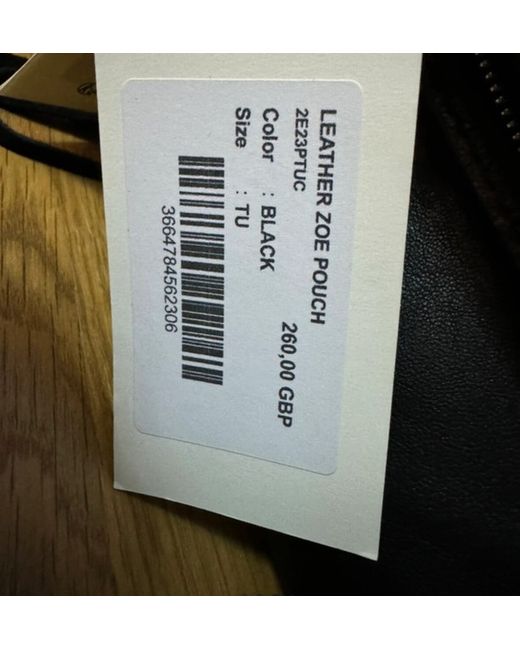 LEATHER ZOE POUCH
2E23PTUC
260,00 GBP
Color : BLACK
Size : TU
3664784562306